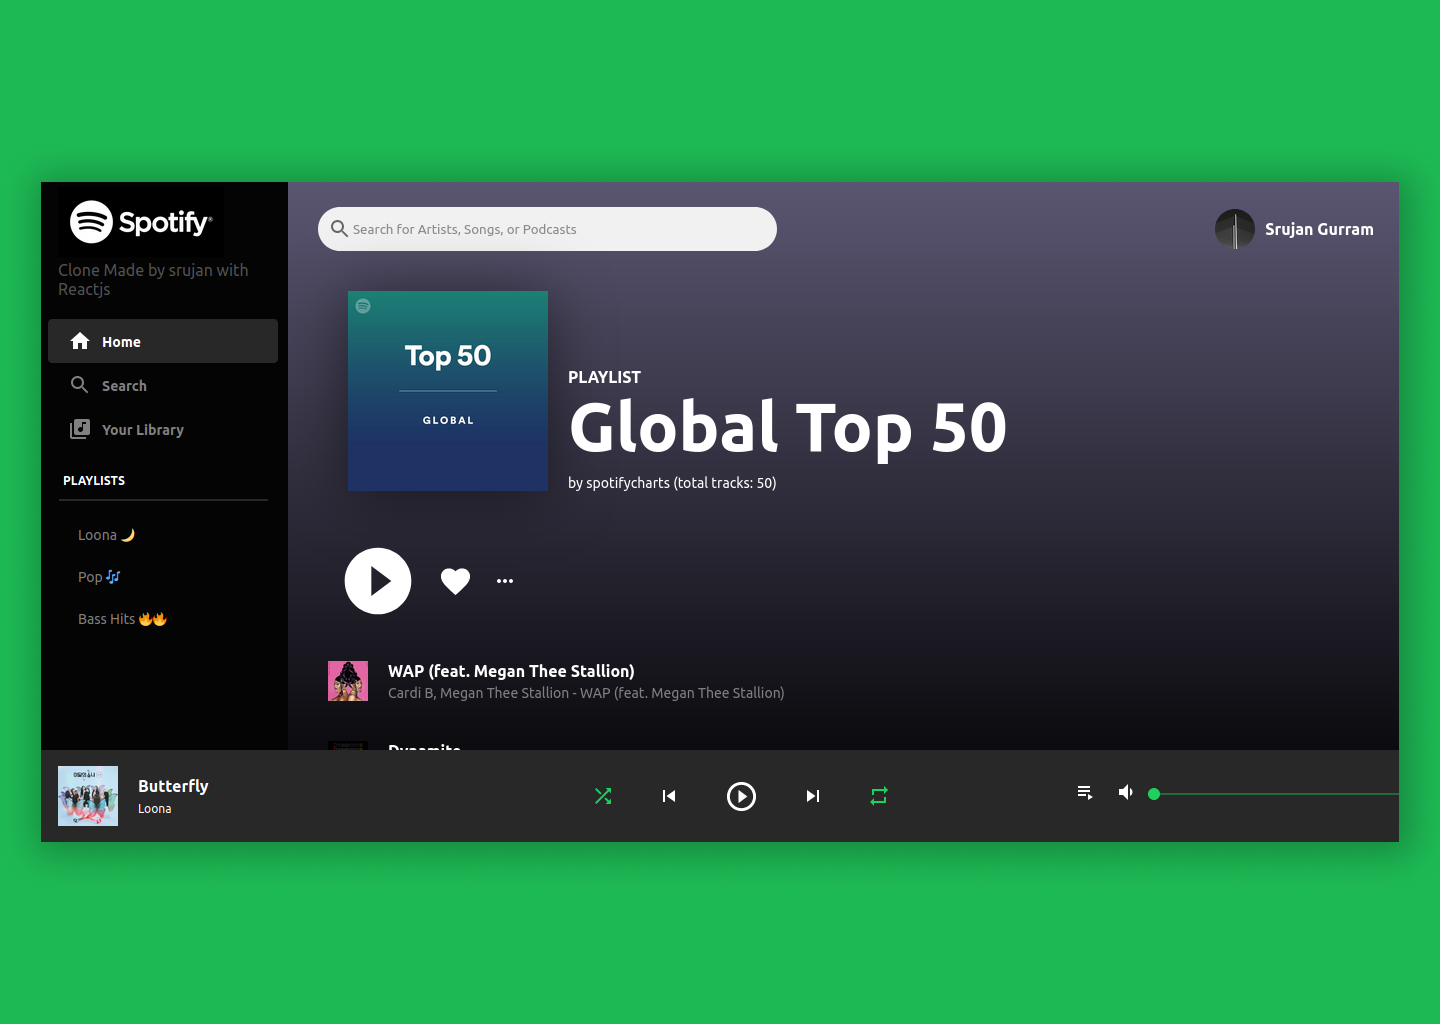 Spotify®
Clone Made by srujan with
Reactjs
Home
Search
Your Library
PLAYLISTS
Loona 🌙
Pop 🎶
Bass Hits 🔥🔥
Search for Artists, Songs, or Podcasts
Srujan Gurram
Top 50
GLOBAL
PLAYLIST
Global Top 50
by spotifycharts (total tracks: 50)
WAP (feat. Megan Thee Stallion)
Cardi B, Megan Thee Stallion - WAP (feat. Megan Thee Stallion)
Dynamite
Butterfly
Loona